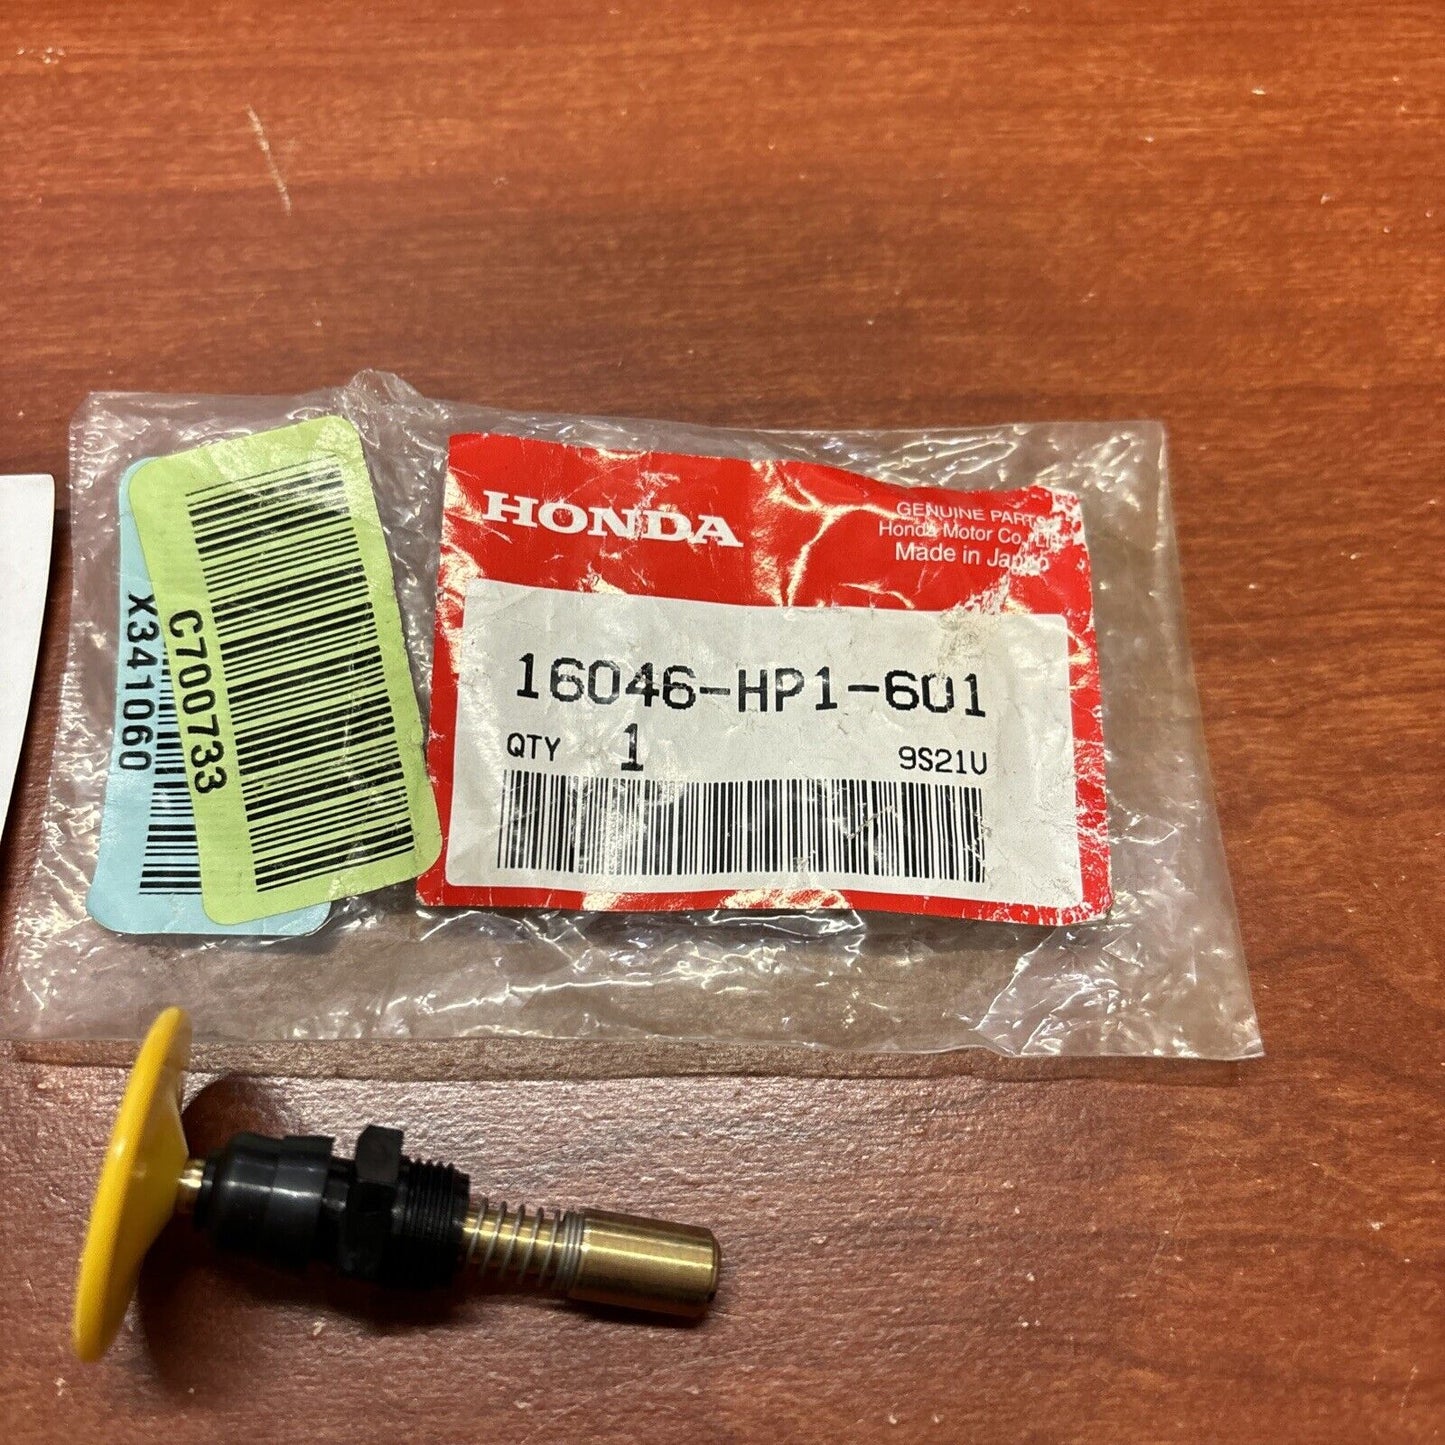 HONDA
GENUINE PARTS
Honda Motor Co., Ltd.
Made in Japan
16046-HP1-601
QTY 1 9S21U
C700733
X341060